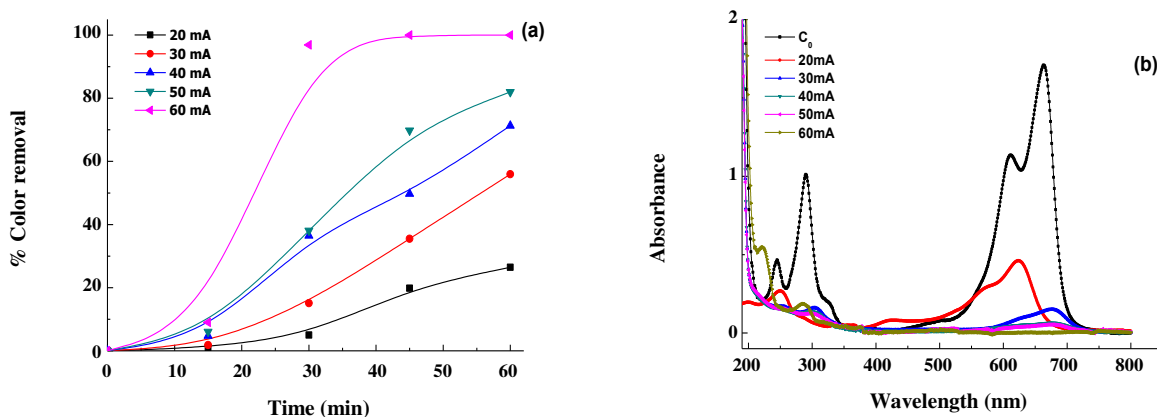 (a)
100
80
60
40
20
0
% Color removal
20 mA
30 mA
40 mA
50 mA
60 mA
0 10 20 30 40 50 60
Time (min)
(b)
2
1
0
Absorbance
C0
20mA
30mA
40mA
50mA
60mA
200 300 400 500 600 700 800
Wavelength (nm)